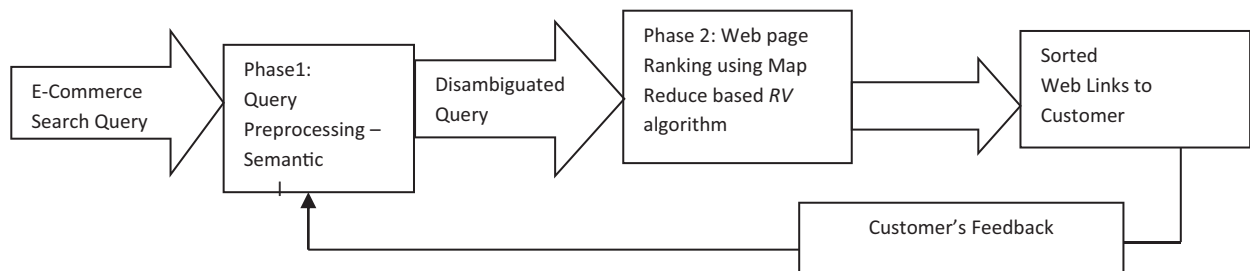 E-Commerce
Search Query
Phase1:
Query
Preprocessing –
Semantic
Disambiguated
Query
Phase 2: Web page
Ranking using Map
Reduce based RV
algorithm
Sorted
Web Links to
Customer
Customer’s Feedback